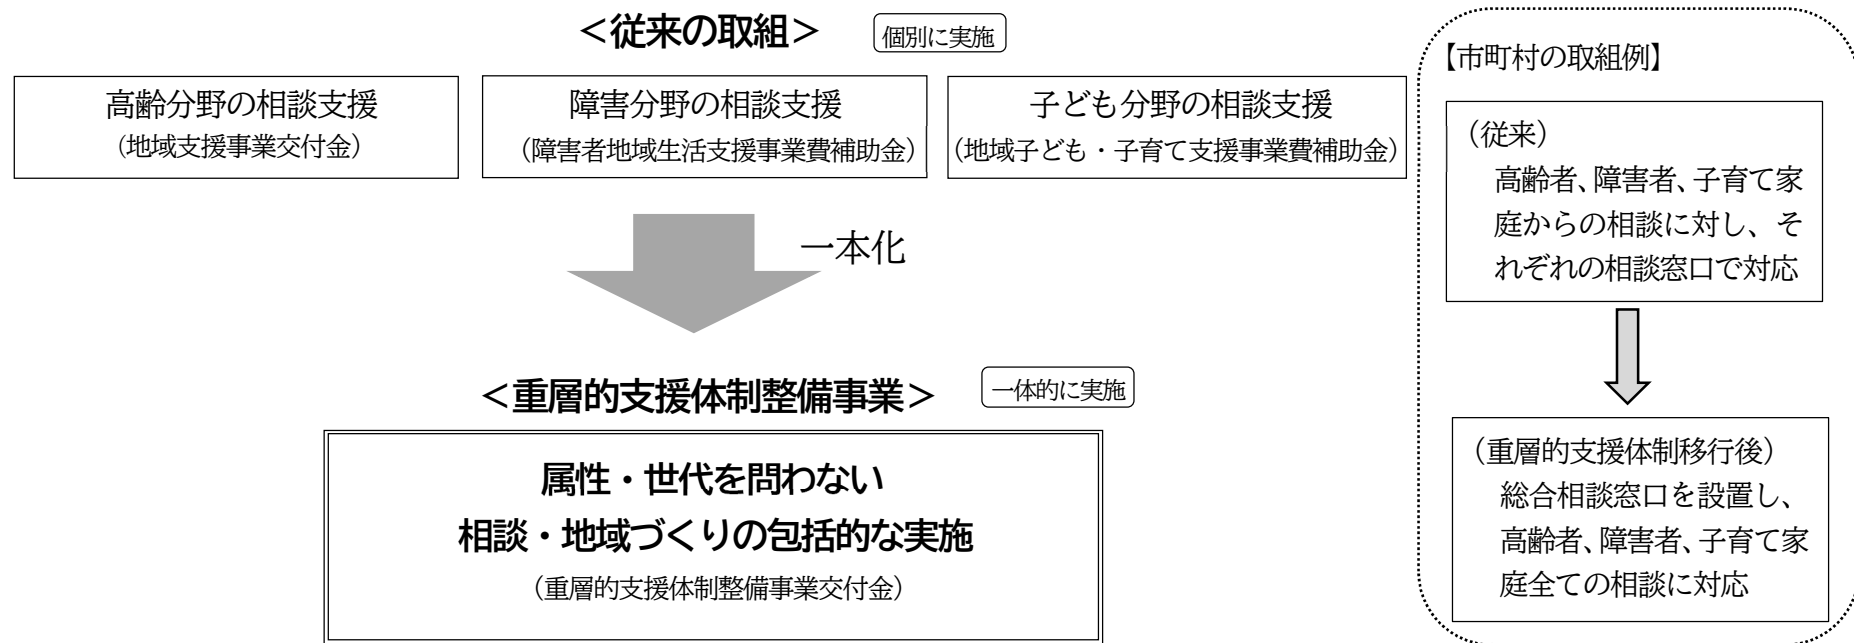 <従来の取組>
個別に実施
高齢分野の相談支援
(地域支援事業交付金)
障害分野の相談支援
(障害者地域生活支援事業費補助金)
子ども分野の相談支援
(地域子ども・子育て支援事業費補助金)
一本化
<重層的支援体制整備事業>
一体的に実施
属性・世代を問わない
相談・地域づくりの包括的な実施
(重層的支援体制整備事業交付金)
【市町村の取組例】
(従来)
高齢者、障害者、子育て家
庭からの相談に対し、そ
れぞれの相談窓口で対応
(重層的支援体制移行後)
総合相談窓口を設置し、
高齢者、障害者、子育て家
庭全ての相談に対応